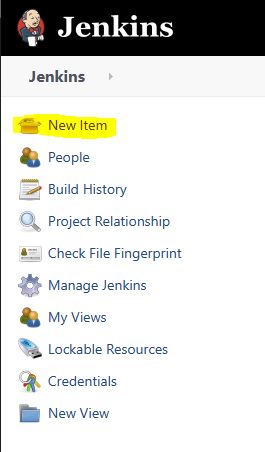 Jenkins
Jenkins
New Item
People
Build History
Project Relationship
Check File Fingerprint
Manage Jenkins
My Views
Lockable Resources
Credentials
New View